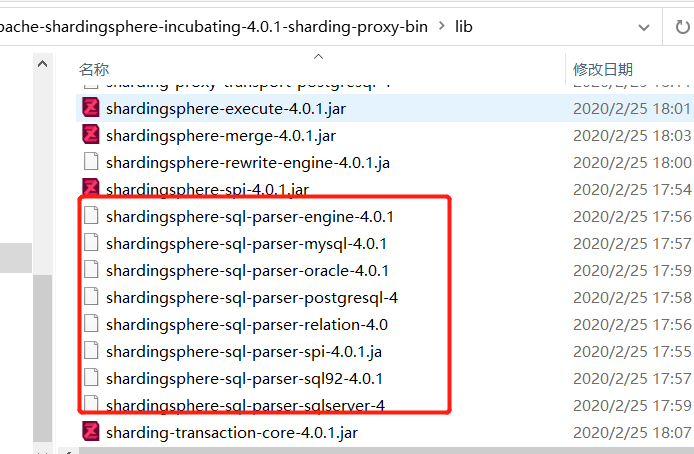 pache-shardingsphere-incubating-4.0.1-sharding-proxy-bin > lib
名称 修改日期
sharding-proxy-transport-postgresql-4
shardingsphere-execute-4.0.1.jar 2020/2/25 18:01
shardingsphere-merge-4.0.1.jar 2020/2/25 18:03
shardingsphere-rewrite-engine-4.0.1.ja 2020/2/25 18:00
shardingsphere-spi-4.0.1.jar 2020/2/25 17:54
shardingsphere-sql-parser-engine-4.0.1 2020/2/25 17:56
shardingsphere-sql-parser-mysql-4.0.1 2020/2/25 17:57
shardingsphere-sql-parser-oracle-4.0.1 2020/2/25 17:59
shardingsphere-sql-parser-postgresql-4 2020/2/25 17:58
shardingsphere-sql-parser-relation-4.0 2020/2/25 17:56
shardingsphere-sql-parser-spi-4.0.1.ja 2020/2/25 17:55
shardingsphere-sql-parser-sql92-4.0.1 2020/2/25 17:57
shardingsphere-sql-parser-sqlserver-4 2020/2/25 17:59
sharding-transaction-core-4.0.1.jar 2020/2/25 18:07